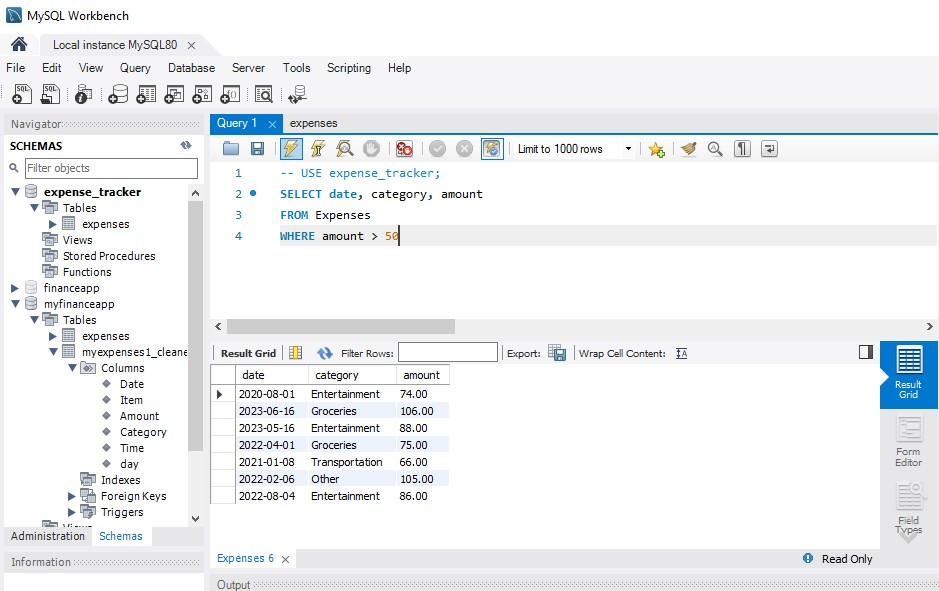 MySQL Workbench
Local instance MySQL80
File Edit View Query Database Server Tools Scripting Help
Navigator
SCHEMAS
Filter objects
expense_tracker
Tables
expenses
Views
Stored Procedures
Functions
financeapp
myfinanceapp
Tables
expenses
myexpenses1_cleane
Columns
Date
Item
Amount
Category
Time
day
Indexes
Foreign Keys
Triggers
Views
Administration Schemas
Information
Query 1 expenses
Limit to 1000 rows
1 -- USE expense_tracker;
2 SELECT date, category, amount
3 FROM Expenses
4 WHERE amount > 50
Result Grid Filter Rows: Export: Wrap Cell Content:
date category amount
2020-08-01 Entertainment 74.00
2023-06-16 Groceries 106.00
2023-05-16 Entertainment 88.00
2022-04-01 Groceries 75.00
2021-01-08 Transportation 66.00
2022-02-06 Other 105.00
2022-08-04 Entertainment 86.00
Result
Grid
Form
Editor
Field
Types
Expenses 6 Read Only
Output